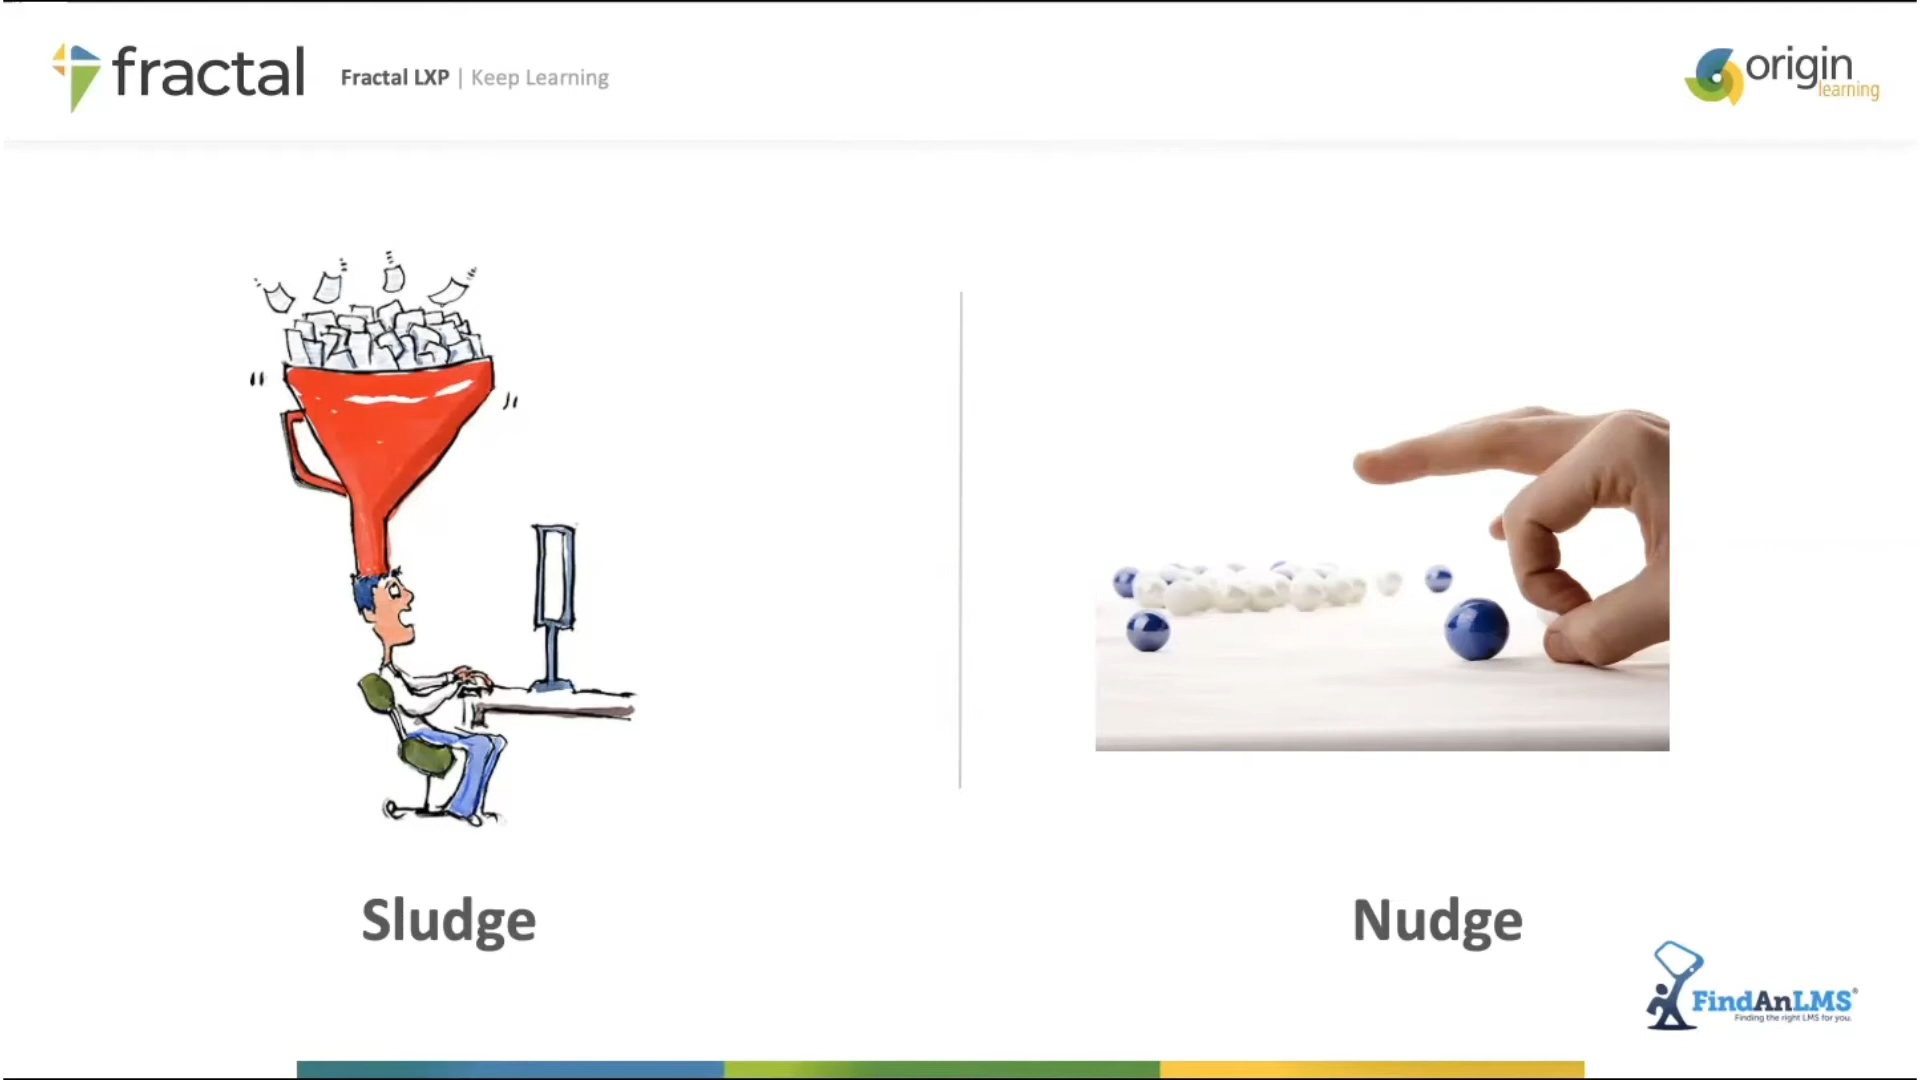 fractal
Fractal LXP | Keep Learning
origin
learning
Sludge
Nudge
FindAnLMS®
Finding the right LMS for you.